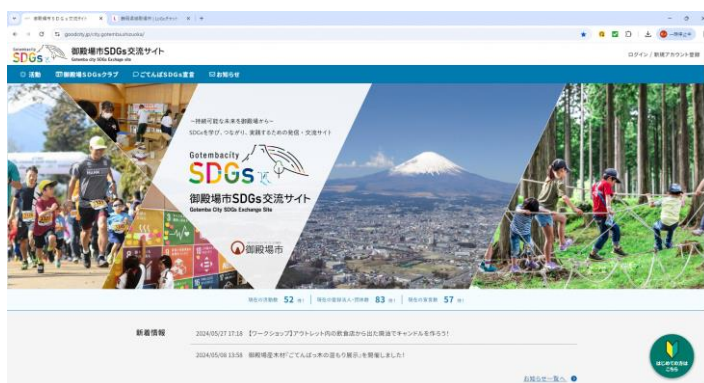 御殿場市SDGs交流サイト
Gotemba city SDGs Exchange site
ログイン / 新規アカウント登録
活動
御殿場SDGsクラブ
ごてんばSDGs宣言
お知らせ
~持続可能な未来を御殿場から~
SDGsを学び、つながり、実践するための発信・交流サイト
Gotembacity
SDGs
御殿場市SDGs交流サイト
Gotemba City SDGs Exchange Site
御殿場市
現在の活動数 52
現在の登録法人・団体数 83
現在の宣言数 57
新着情報
2024/05/27 17:18 【ワークショップ】アウトレット内の飲食店から出た廃油でキャンドルを作ろう!
2024/05/08 13:58 御殿場産木材「ごてんばっ木の温もり展示」を開催しました!
お知らせ一覧へ
はじめての方は
こちら